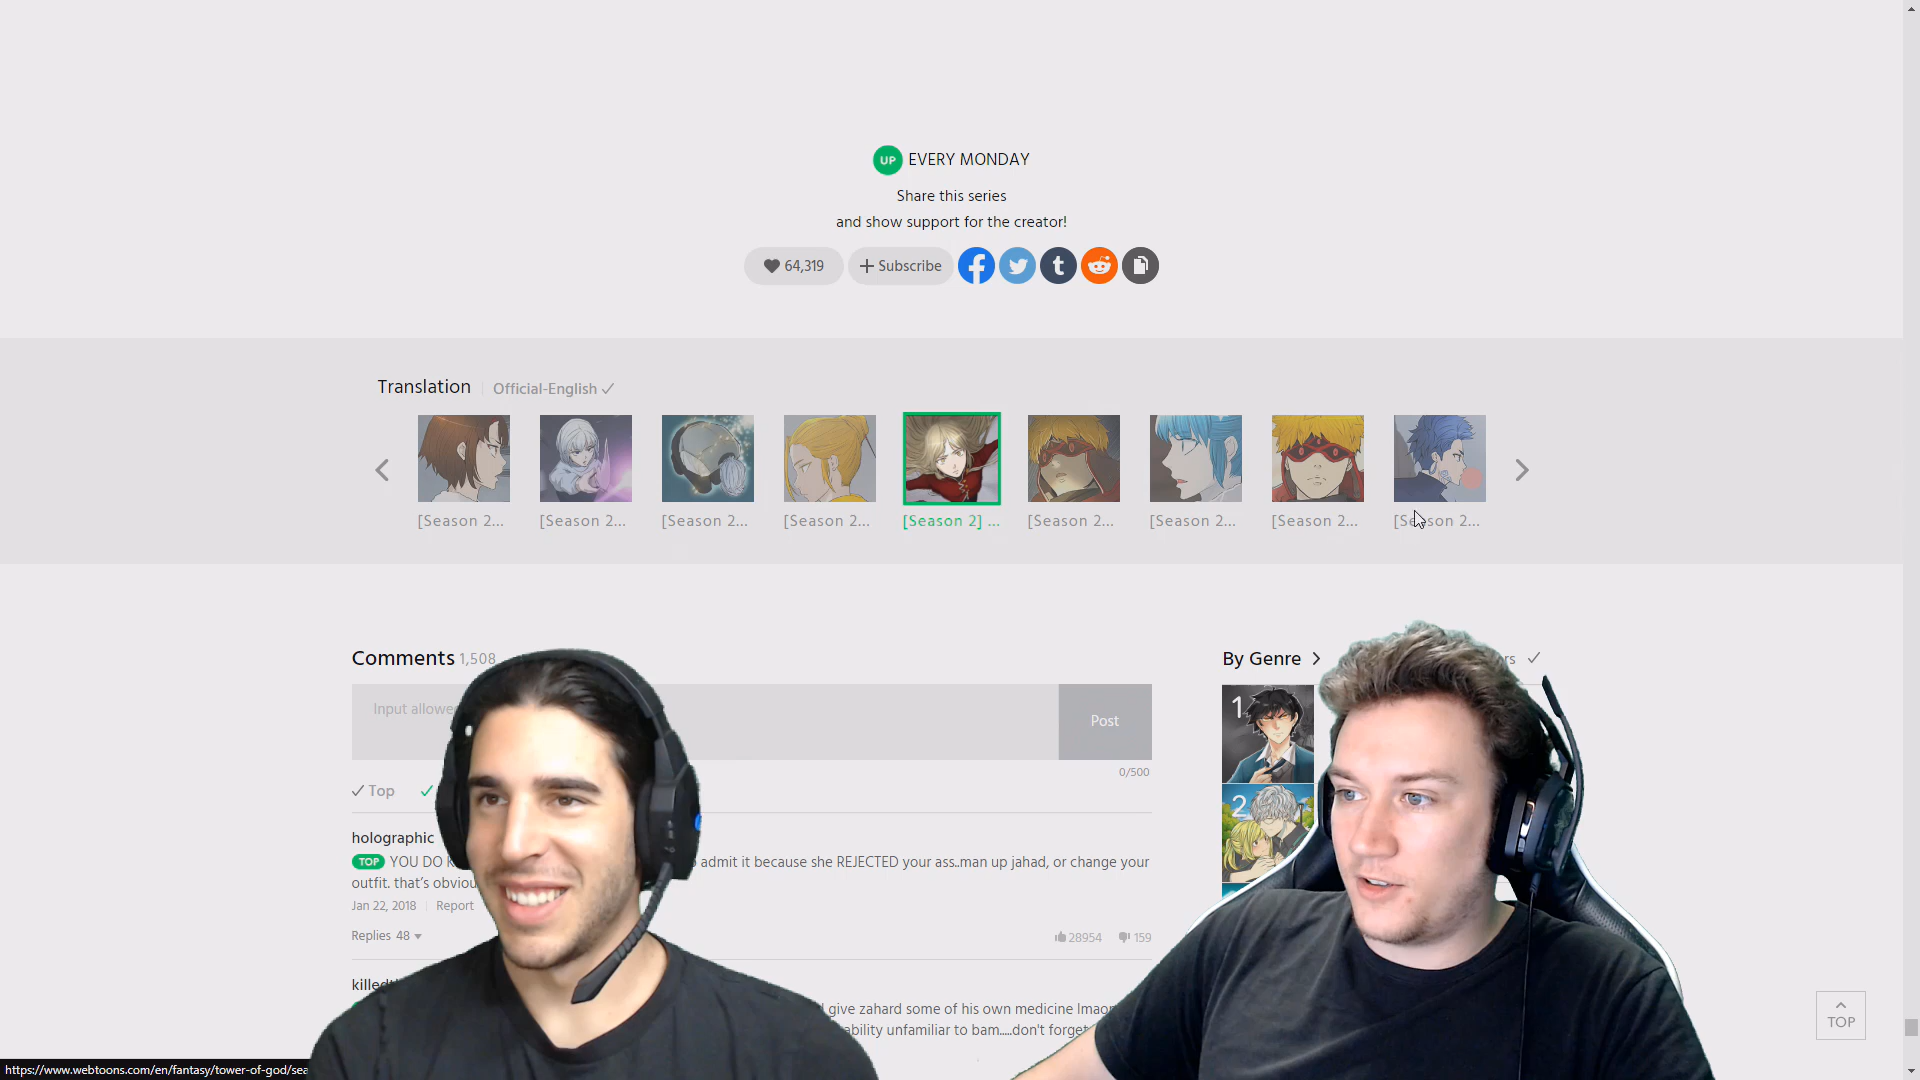 UP EVERY MONDAY
Share this series
and show support for the creator!
64,319
Subscribe
Translation
Official-English
[Season 2...
[Season 2...
[Season 2...
[Season 2...
[Season 2] ...
[Season 2...
[Season 2...
[Season 2...
[Season 2...
Comments 1,508
Input allowe
Post
0/500
Top
holographic
TOP YOU DO admit it because she REJECTED your ass..man up jahad, or change your
outfit. that's obviou
Jan 22, 2018
Report
Replies 48
28954
159
give zahard some of his own medicine lmao
ability unfamiliar to bam.....don't forget
By Genre
1
2
TOP
https://www.webtoons.com/en/fantasy/tower-of-god/sea